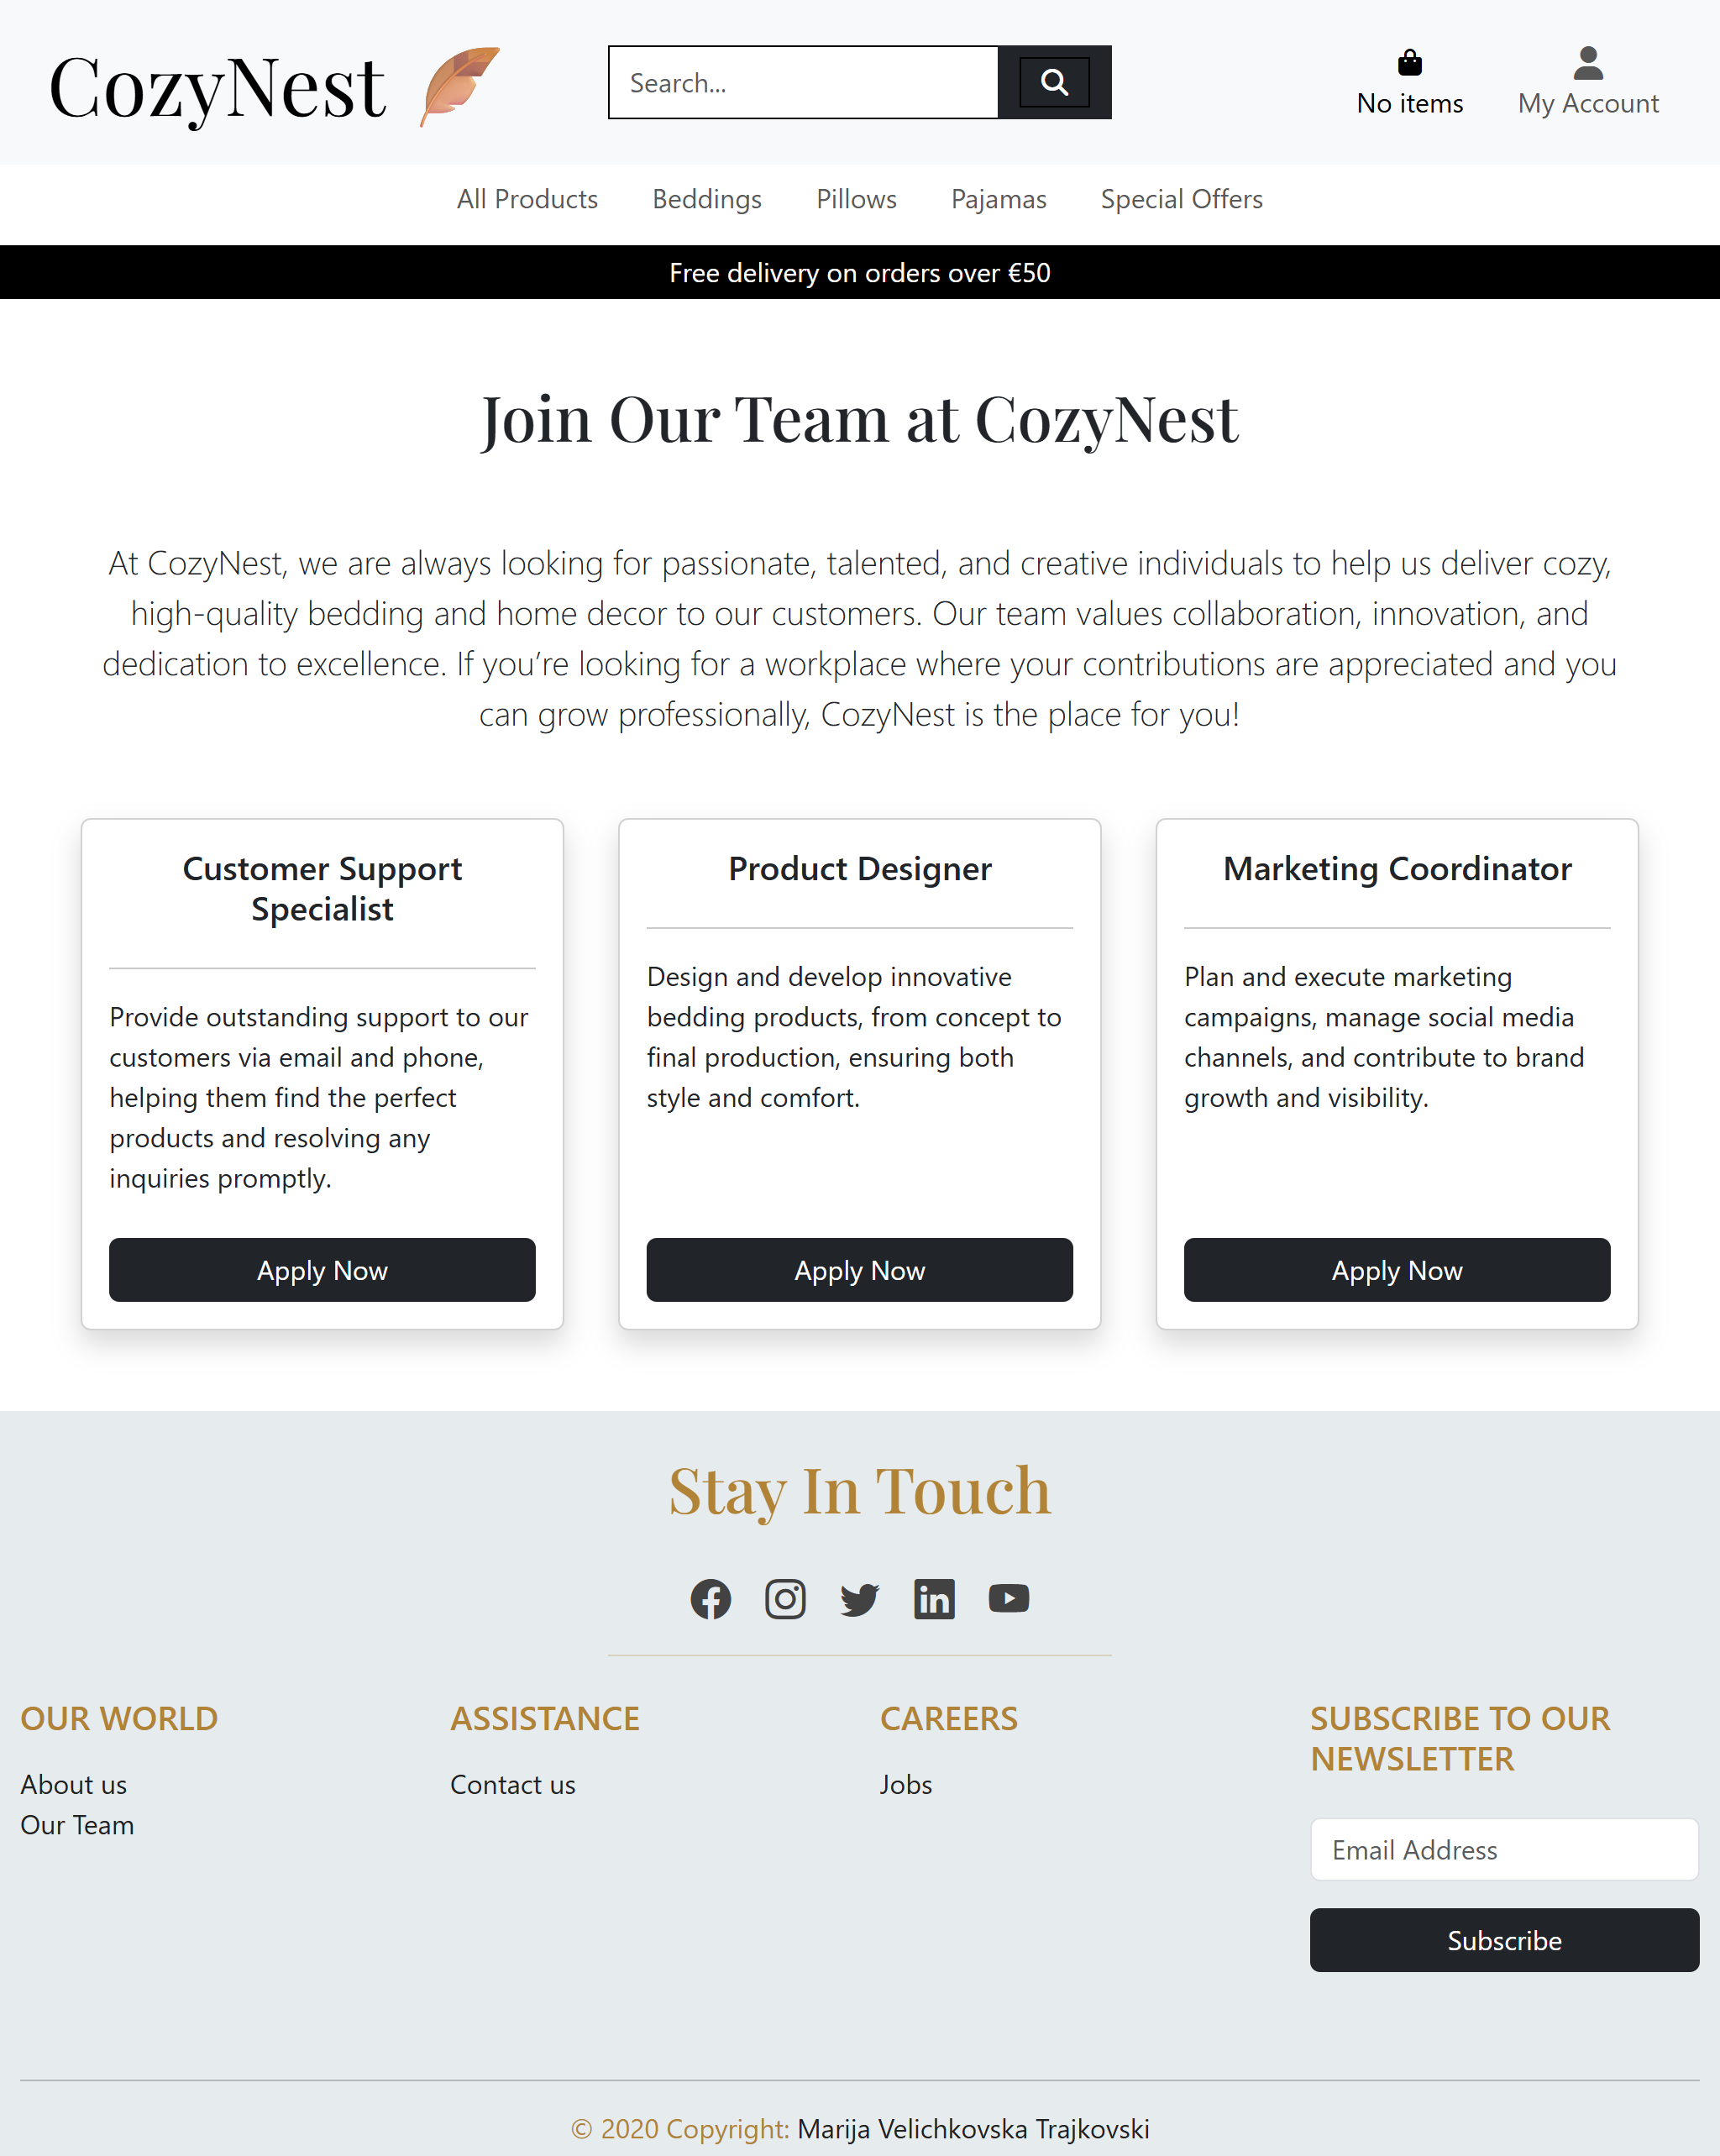 CozyNest
Search...
No items
My Account
All Products
Beddings
Pillows
Pajamas
Special Offers
Free delivery on orders over €50
Join Our Team at CozyNest
At CozyNest, we are always looking for passionate, talented, and creative individuals to help us deliver cozy,
high-quality bedding and home decor to our customers. Our team values collaboration, innovation, and
dedication to excellence. If you’re looking for a workplace where your contributions are appreciated and you
can grow professionally, CozyNest is the place for you!
Customer Support
Specialist
Provide outstanding support to our
customers via email and phone,
helping them find the perfect
products and resolving any
inquiries promptly.
Apply Now
Product Designer
Design and develop innovative
bedding products, from concept to
final production, ensuring both
style and comfort.
Apply Now
Marketing Coordinator
Plan and execute marketing
campaigns, manage social media
channels, and contribute to brand
growth and visibility.
Apply Now
Stay In Touch
OUR WORLD
About us
Our Team
ASSISTANCE
Contact us
CAREERS
Jobs
SUBSCRIBE TO OUR
NEWSLETTER
Email Address
Subscribe
© 2020 Copyright: Marija Velichkovska Trajkovski